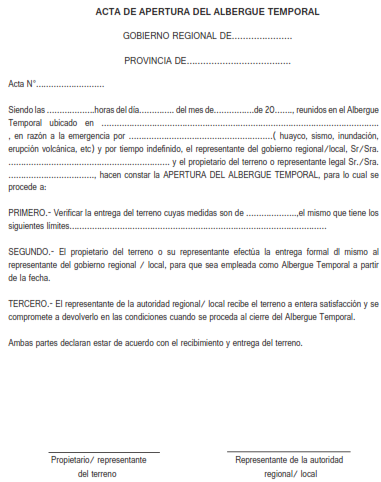 ACTA DE APERTURA DEL ALBERGUE TEMPORAL
GOBIERNO REGIONAL DE......................
PROVINCIA DE......................................
Acta N°.........................
Siendo las ..................horas del día............. del mes de...............de 20......., reunidos en el Albergue
Temporal ubicado en ......................................................................................................
, en razón a la emergencia por .....................................................( huayco, sismo, inundación,
erupción volcánica, etc) y por tiempo indefinido, el representante del gobierno regional/local, Sr/Sra.
............................................................ y el propietario del terreno o representante legal Sr./Sra.
................................, hacen constar la APERTURA DEL ALBERGUE TEMPORAL, para lo cual se
procede a:
PRIMERO.- Verificar la entrega del terreno cuyas medidas son de ...................,el mismo que tiene los
siguientes límites...............................................................................................
SEGUNDO.- El propietario del terreno o su representante efectúa la entrega formal dl mismo al
representante del gobierno regional / local, para que sea empleada como Albergue Temporal a partir
de la fecha.
TERCERO.- El representante de la autoridad regional/ local recibe el terreno a entera satisfacción y se
compromete a devolverlo en las condiciones cuando se proceda al cierre del Albergue Temporal.
Ambas partes declaran estar de acuerdo con el recibimiento y entrega del terreno.
Propietario/ representante
del terreno
Representante de la autoridad
regional/ local